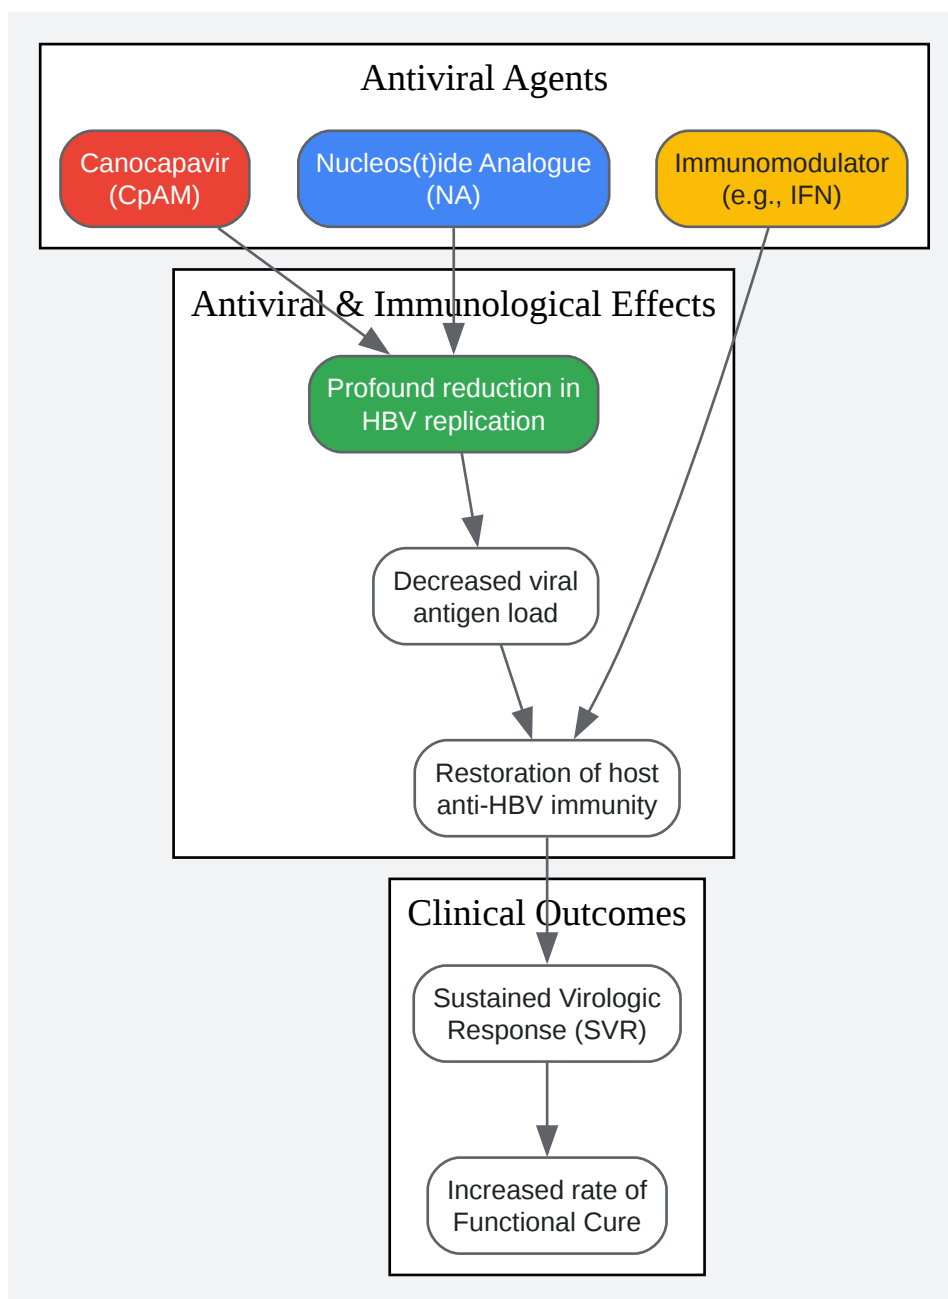 Antiviral Agents
Canocapavir
(CpAM)
Nucleos(t)ide Analogue
(NA)
Immunomodulator
(e.g., IFN)
Antiviral & Immunological Effects
Profound reduction in
HBV replication
Decreased viral
antigen load
Restoration of host
anti-HBV immunity
Clinical Outcomes
Sustained Virologic
Response (SVR)
Increased rate of
Functional Cure